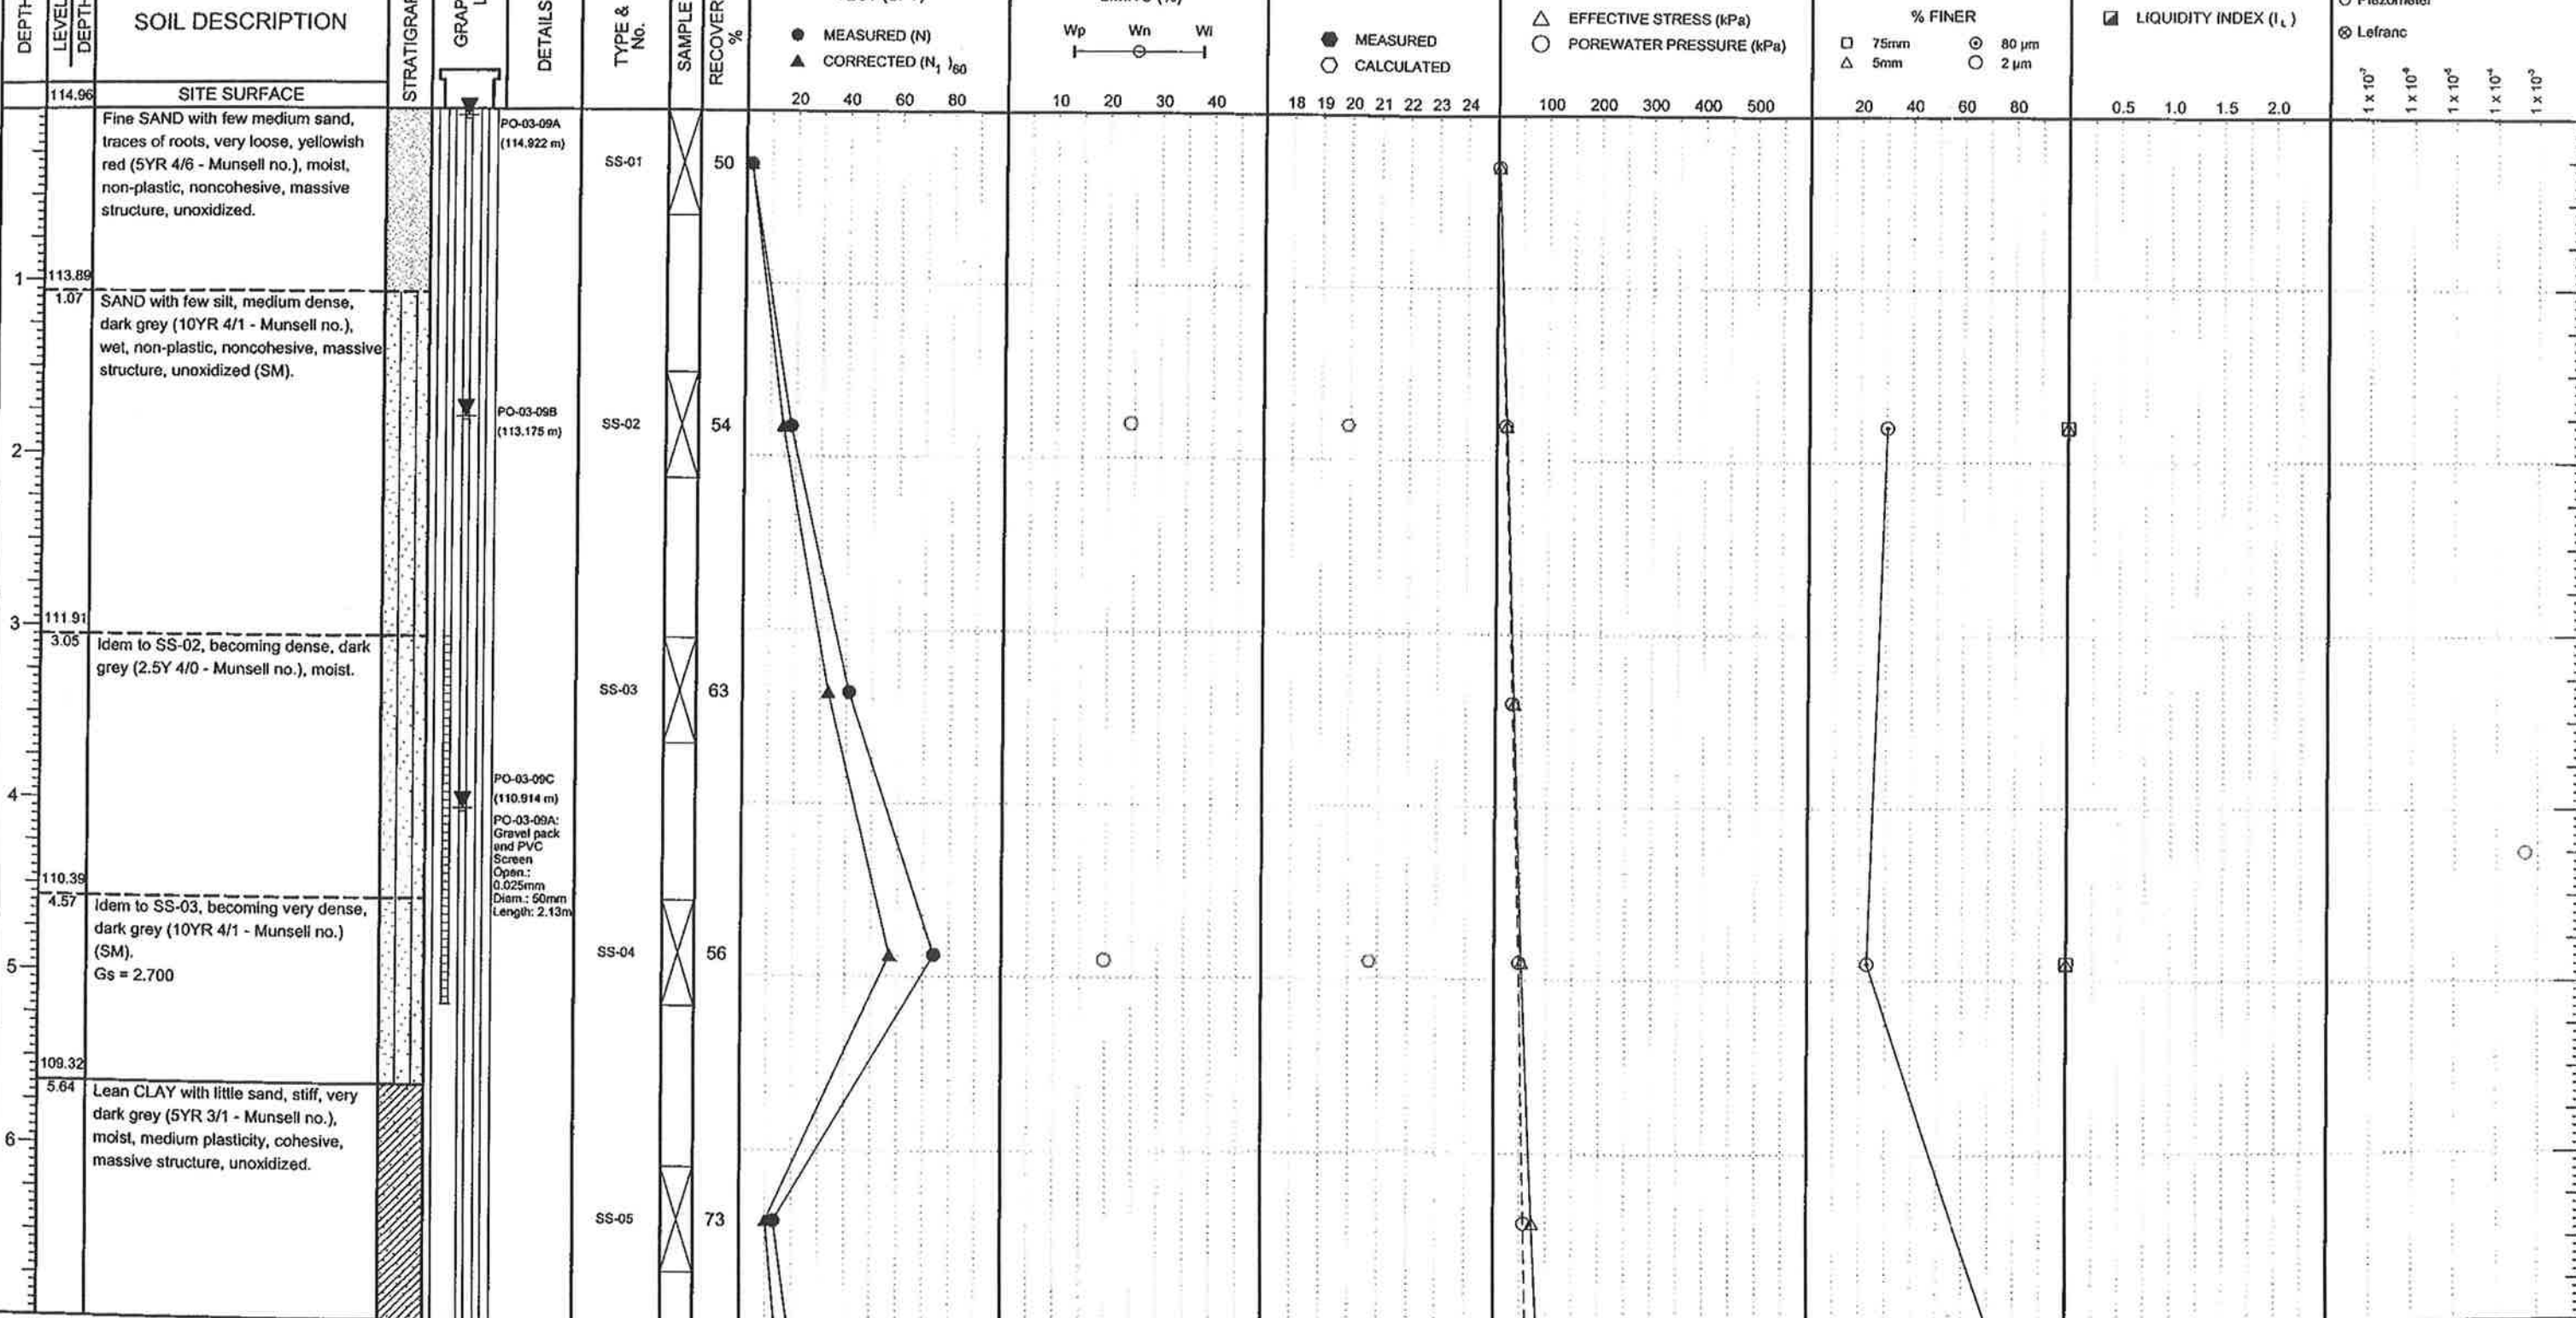 DEPTH
LEVEL
DEPTH
SOIL DESCRIPTION
DETAILS
TYPE &
No.
SAMPLE
%
MEASURED (N)
CORRECTED (N1)60
Wp Wn Wl
MEASURED
CALCULATED
EFFECTIVE STRESS (kPa)
POREWATER PRESSURE (kPa)
% FINER
75mm 80 µm
5mm 2 µm
LIQUIDITY INDEX (IL)
Piezometer
Lefranc
114.96 SITE SURFACE
20 40 60 80
10 20 30 40
18 19 20 21 22 23 24
100 200 300 400 500
20 40 60 80
0.5 1.0 1.5 2.0
Fine SAND with few medium sand,
traces of roots, very loose, yellowish
red (5YR 4/6 - Munsell no.), moist,
non-plastic, noncohesive, massive
structure, unoxidized.
PO-03-09A
(114.922 m)
SS-01 50
1 113.89
1.07
SAND with few silt, medium dense,
dark grey (10YR 4/1 - Munsell no.),
wet, non-plastic, noncohesive, massive
structure, unoxidized (SM).
PO-03-09B
(113.175 m)
SS-02 54
2
3 111.91
3.05
Idem to SS-02, becoming dense, dark
grey (2.5Y 4/0 - Munsell no.), moist.
SS-03 63
4
PO-03-09C
(110.914 m)
PO-03-09A:
Gravel pack
and PVC
Screen
Open.:
0.025mm
Diam.: 50mm
Length: 2.13m
110.39
4.57
Idem to SS-03, becoming very dense,
dark grey (10YR 4/1 - Munsell no.)
(SM).
Gs = 2.700
SS-04 56
5
109.32
5.64
Lean CLAY with little sand, stiff, very
dark grey (5YR 3/1 - Munsell no.),
moist, medium plasticity, cohesive,
massive structure, unoxidized.
6
SS-05 73